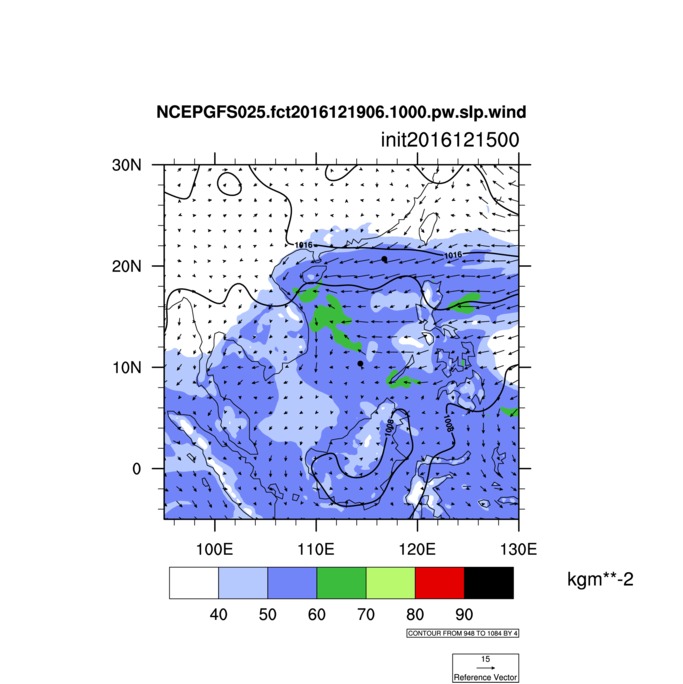 NCEPGFS025.fct2016121906.1000.pw.slp.wind
init2016121500
30N
20N
10N
0
1016
1016
1008
1008
100E
110E
120E
130E
kgm**-2
40
50
60
70
80
90
CONTOUR FROM 948 TO 1084 BY 4
15
Reference Vector